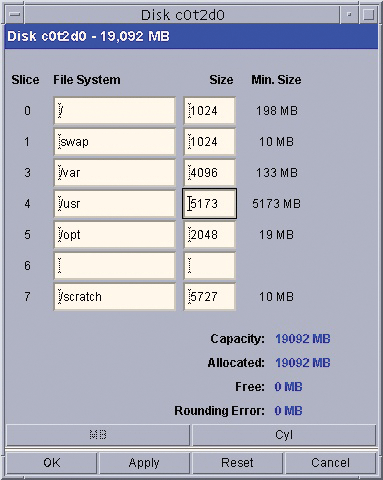 Disk c0t2d0
Disk c0t2d0 - 19,092 MB
Slice File System Size Min. Size
0 / 1024 198 MB
1 swap 1024 10 MB
3 /var 4096 133 MB
4 /usr 5173 5173 MB
5 /opt 2048 19 MB
6
7 /scratch 5727 10 MB
Capacity: 19092 MB
Allocated: 19092 MB
Free: 0 MB
Rounding Error: 0 MB
MB Cyl
OK Apply Reset Cancel